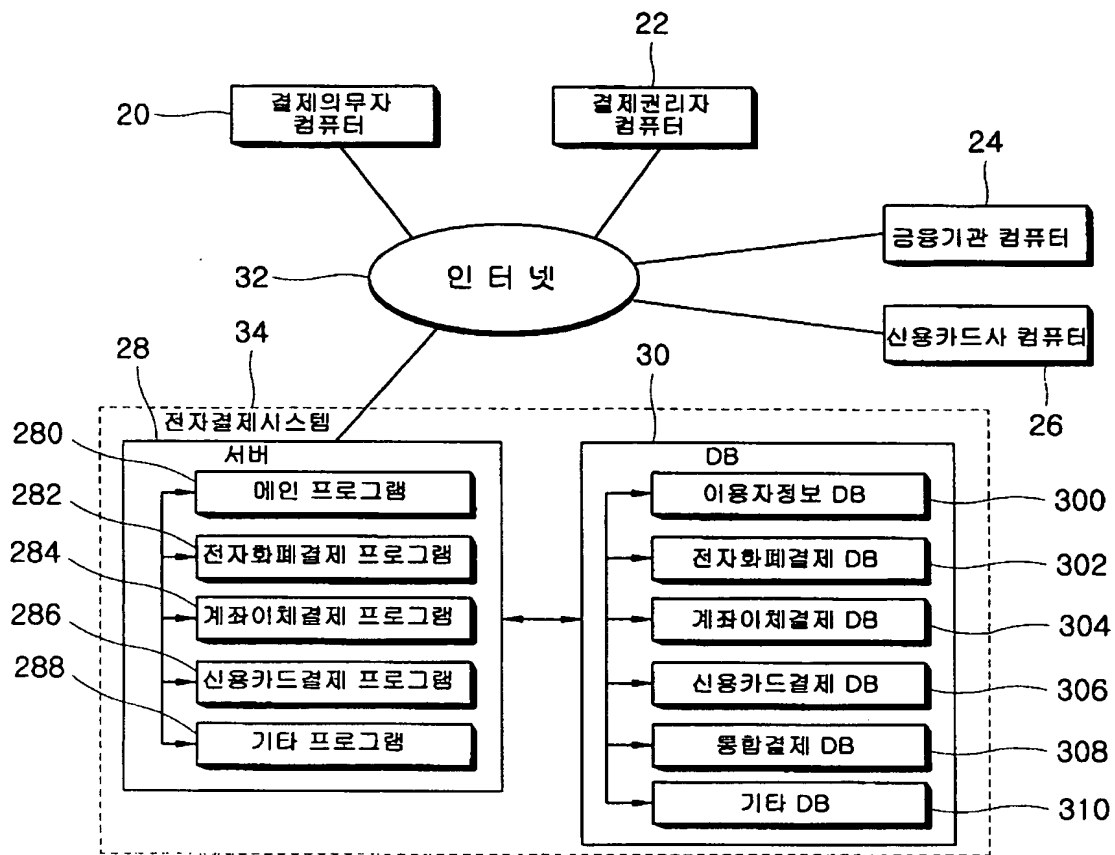 22
20
결제의무자
컴퓨터
결제권리자
컴퓨터
24
금융기관 컴퓨터
32
인 터 넷
신용카드사 컴퓨터
26
28
34
30
전자결제시스템
서버
DB
280
메인 프로그램
282
전자화폐결제 프로그램
284
계좌이체결제 프로그램
286
신용카드결제 프로그램
288
기타 프로그램
이용자정보 DB
300
전자화폐결제 DB
302
계좌이체결제 DB
304
신용카드결제 DB
306
통합결제 DB
308
기타 DB
310